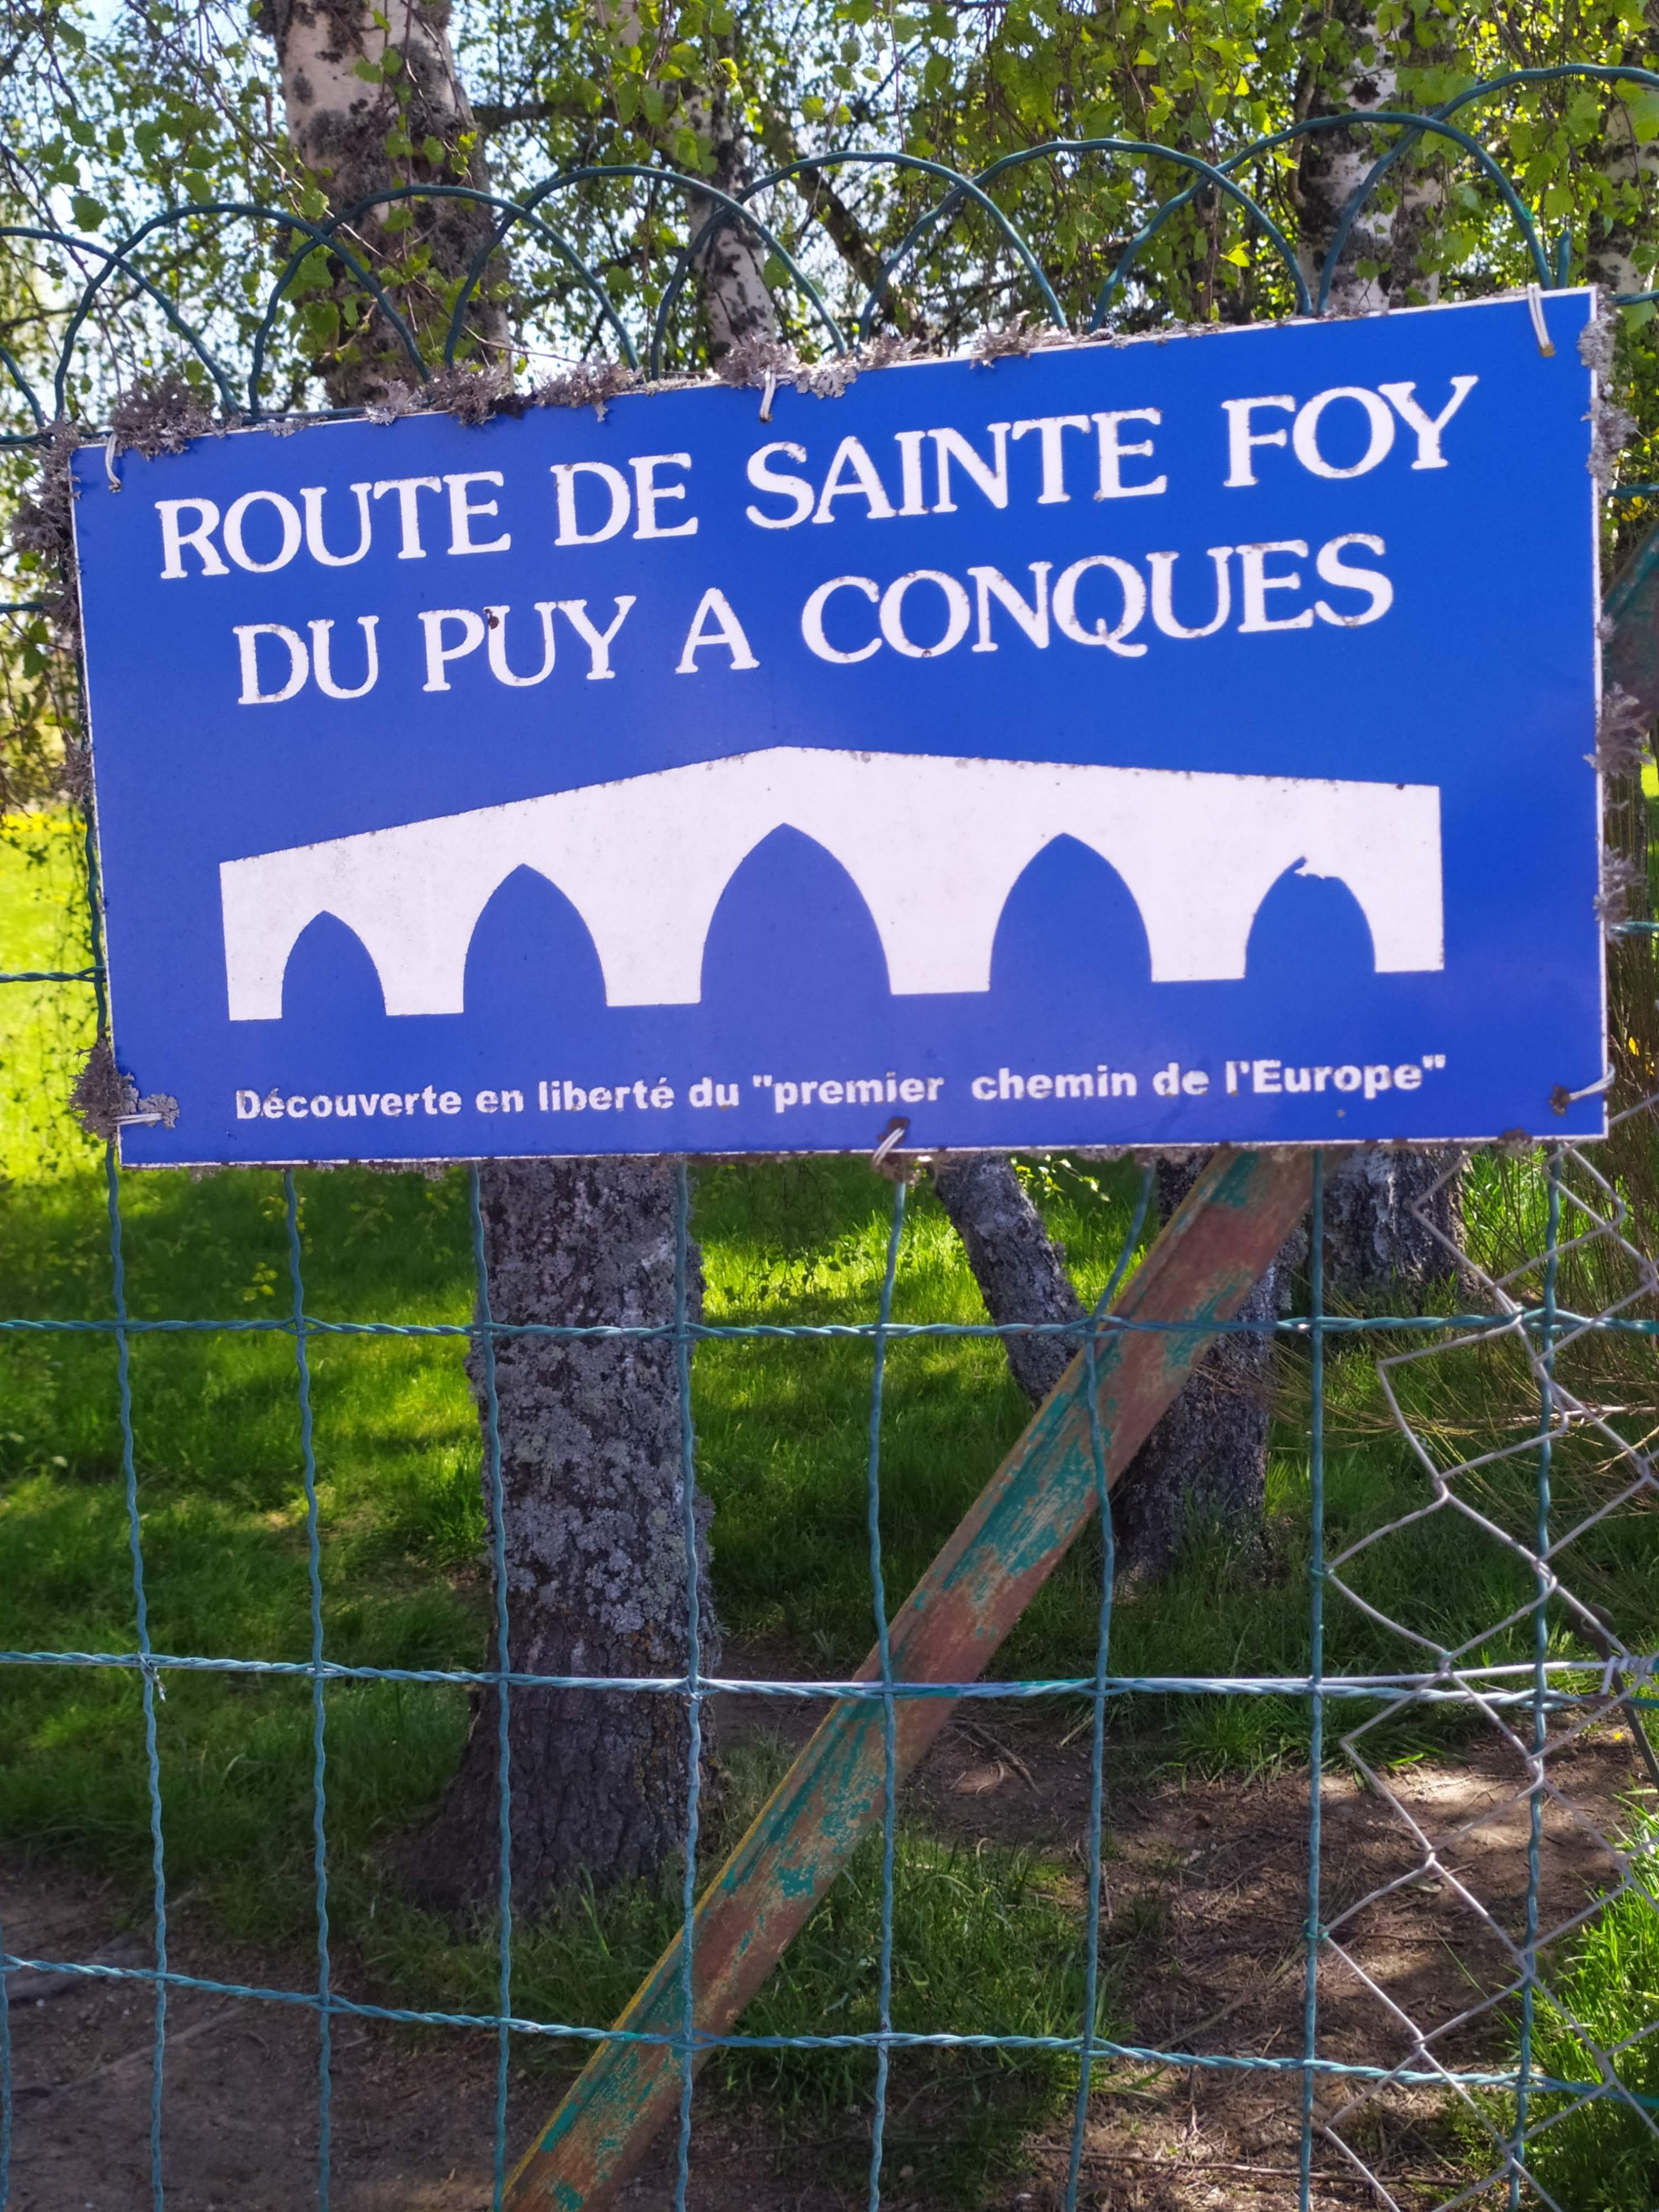 ROUTE DE SAINTE FOY
DU PUY A CONQUES
Découverte en liberté du "premier chemin de l'Europe"